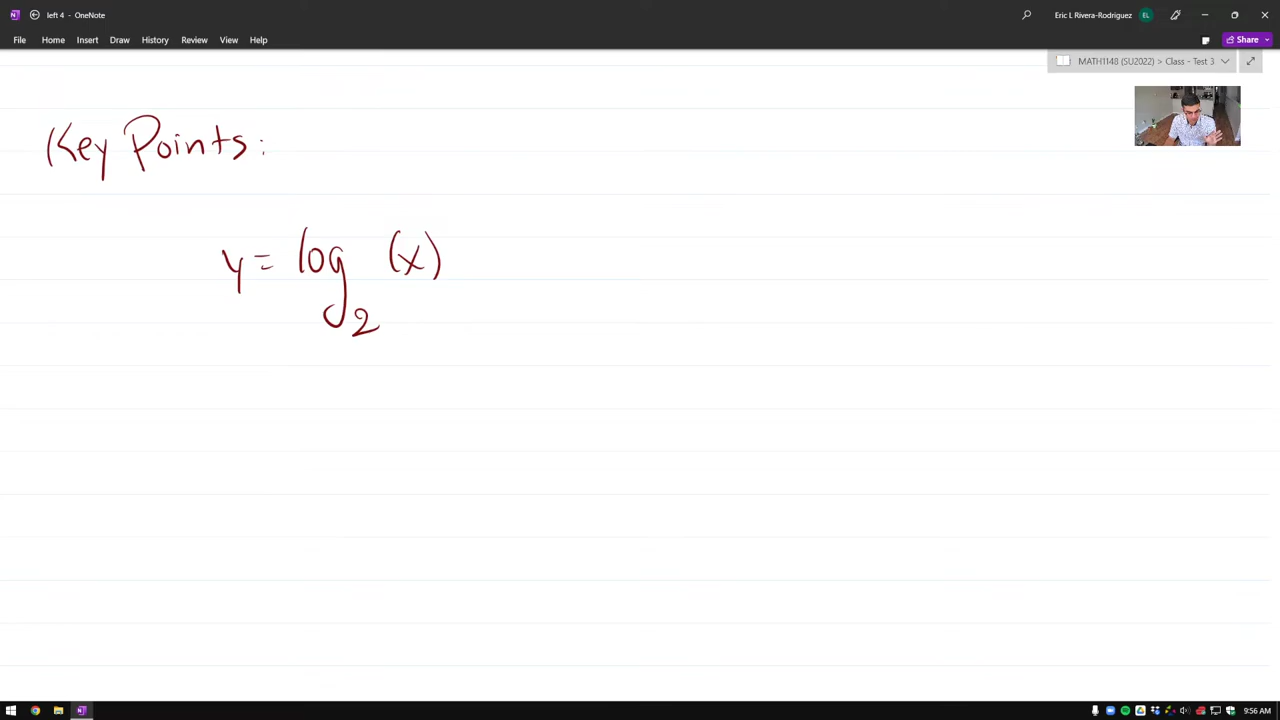 left 4 - OneNote
Eric L Rivera-Rodriguez EL
File Home Insert Draw History Review View Help
Share
MATH1148 (SU2022) > Class - Test 3
Key Points:
y = log₂ (x)
9:56 AM